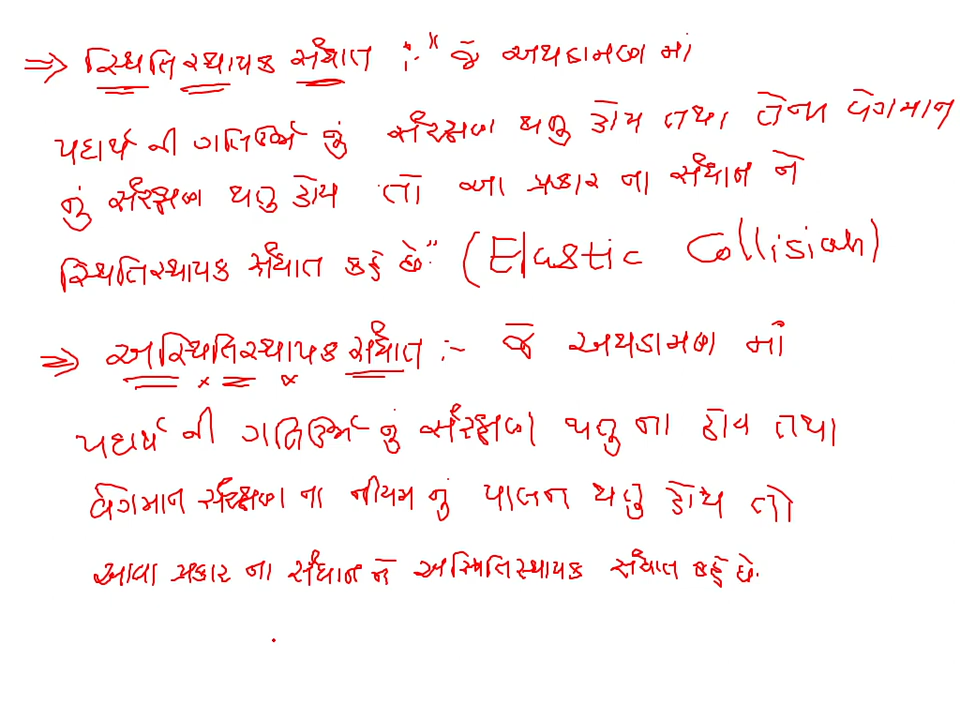 ⇒ સ્થિતિસ્થાપક સંઘાત :- "જે અથડામણ માં
પદાર્થ ની ગતિઊર્જા નું સંરક્ષણ થતુ હોય તથા તેના વેગમાન
નું સંરક્ષણ થતુ હોય તો આ પ્રકાર ના સંઘાત ને
સ્થિતિસ્થાપક સંઘાત કહે છે" (Elastic Collision)
⇒ અસ્થિતિસ્થાપક સંઘાત :- જે અથડામણ માં
પદાર્થ ની ગતિઊર્જા નું સંરક્ષણ થતુ ના હોય તથા
વેગમાન સંરક્ષણ ના નીયમ નું પાલન થતુ હોય તો
આવા પ્રકાર ના સંઘાત ને અસ્થિતિસ્થાપક સંઘાત કહે છે.